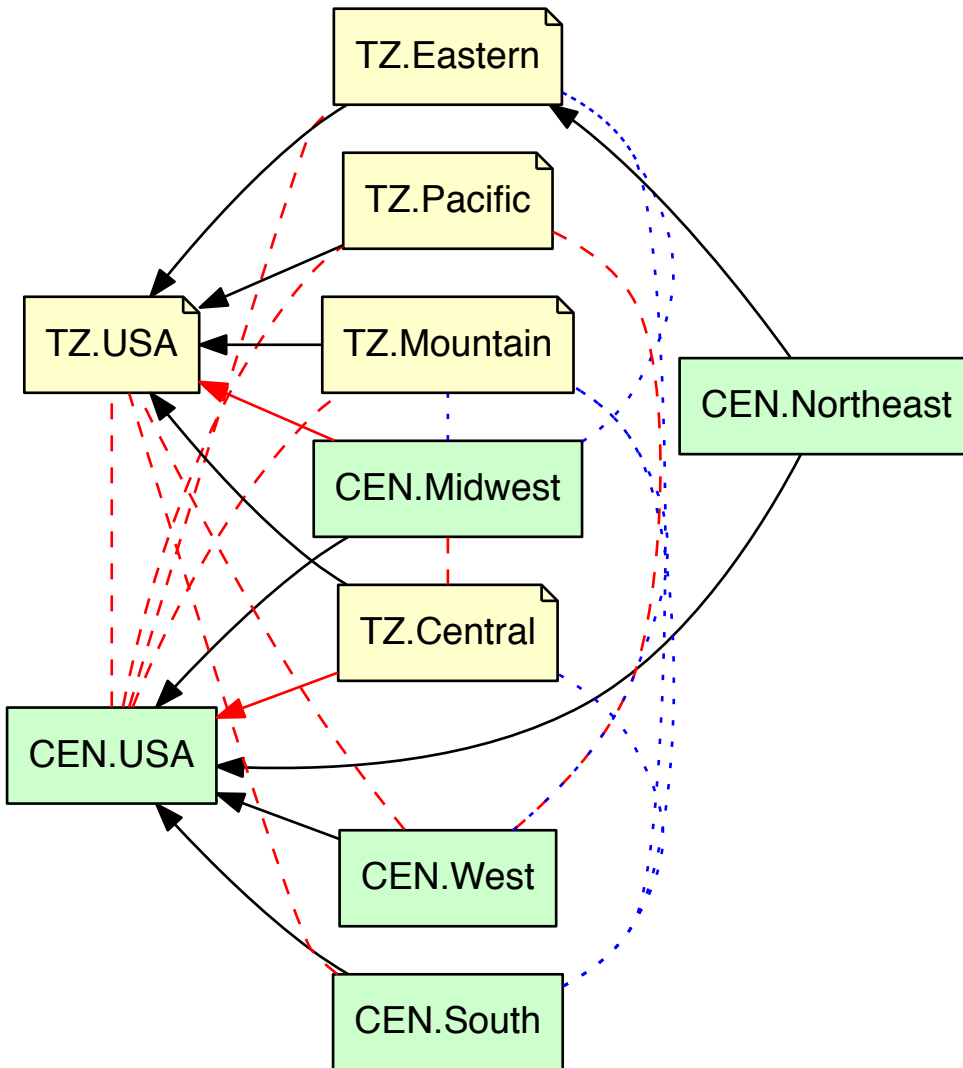 TZ.Eastern
TZ.Pacific
TZ.USA
TZ.Mountain
CEN.Northeast
CEN.Midwest
TZ.Central
CEN.USA
CEN.West
CEN.South